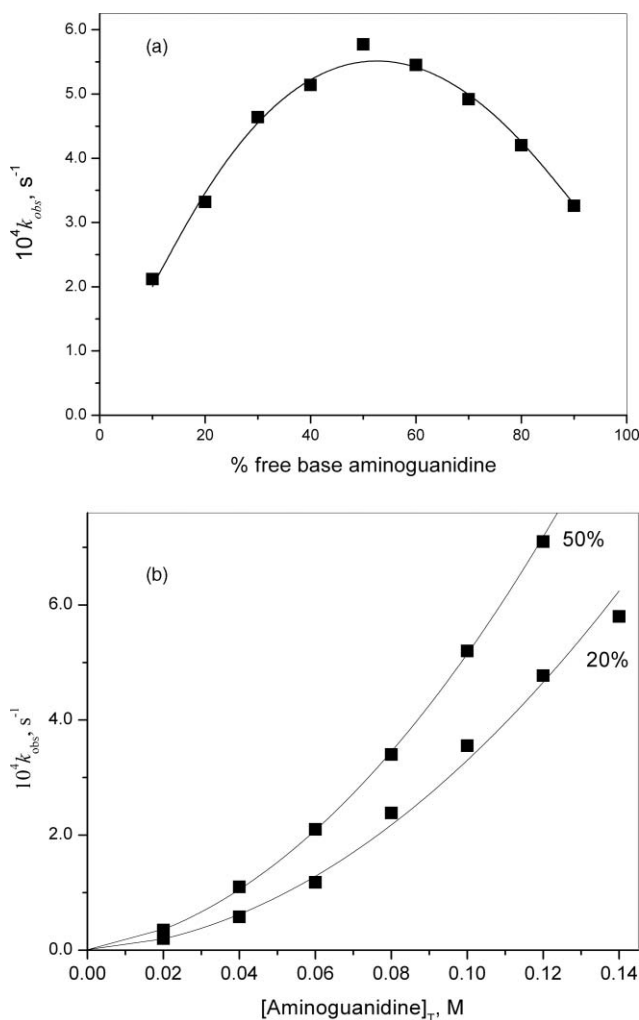 (a)
6.0
5.0
4.0
3.0
2.0
1.0
0.0
10⁴k_obs, s⁻¹
0 20 40 60 80 100
% free base aminoguanidine
(b)
50%
20%
6.0
4.0
2.0
0.0
10⁴k_obs, s⁻¹
0.00 0.02 0.04 0.06 0.08 0.10 0.12 0.14
[Aminoguanidine]_T, M